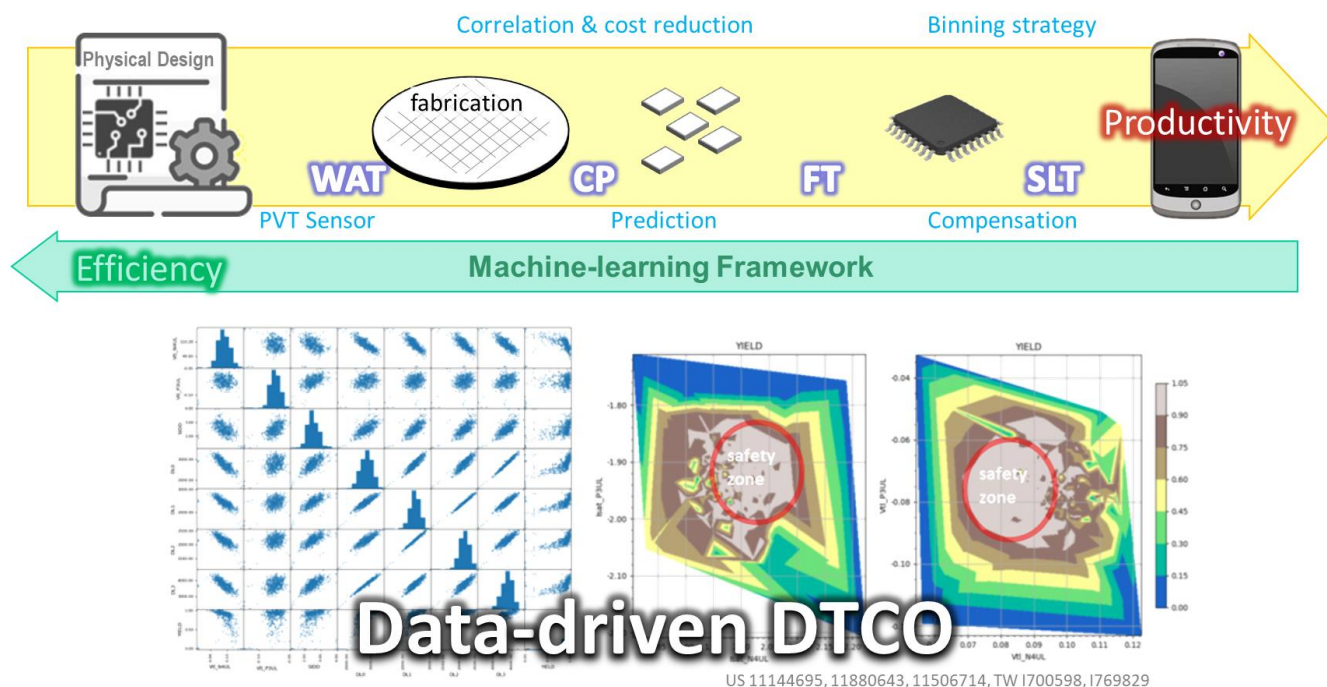 Correlation & cost reduction
Binning strategy
Physical Design
fabrication
Productivity
WAT
CP
FT
SLT
PVT Sensor
Prediction
Compensation
Efficiency
Machine-learning Framework
YIELD
YIELD
safety
zone
safety
zone
-1.80
-1.90
-2.00
-2.10
Isat_P3UL
-0.04
-0.06
-0.08
-0.10
Vtl_P3UL
1.05
0.90
0.75
0.60
0.45
0.30
0.15
0.00
Data-driven DTCO
0.07
0.08
0.09
0.10
0.11
0.12
Vtl_N4UL
YIELD
US 11144695, 11880643, 11506714, TW I700598, I769829